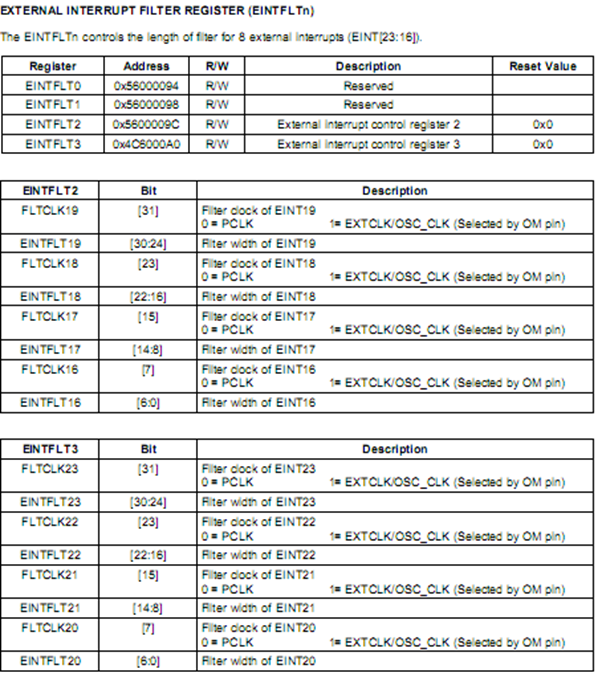 EXTERNAL INTERRUPT FILTER REGISTER (EINTFLTn)
The EINTFLTn controls the length of filter for 8 external interrupts (EINT[23:16]).
Register Address R/W Description Reset Value
EINTFLT0 0x56000094 R/W Reserved
EINTFLT1 0x56000098 R/W Reserved
EINTFLT2 0x5600009C R/W External interrupt control register 2 0x0
EINTFLT3 0x4C6000A0 R/W External interrupt control register 3 0x0
EINTFLT2 Bit Description
FLTCLK19 [31] Filter clock of EINT19
0 = PCLK 1= EXTCLK/OSC_CLK (Selected by OM pin)
EINTFLT19 [30:24] Filter width of EINT19
FLTCLK18 [23] Filter clock of EINT18
0 = PCLK 1= EXTCLK/OSC_CLK (Selected by OM pin)
EINTFLT18 [22:16] Filter width of EINT18
FLTCLK17 [15] Filter clock of EINT17
0 = PCLK 1= EXTCLK/OSC_CLK (Selected by OM pin)
EINTFLT17 [14:8] Filter width of EINT17
FLTCLK16 [7] Filter clock of EINT16
0 = PCLK 1= EXTCLK/OSC_CLK (Selected by OM pin)
EINTFLT16 [6:0] Filter width of EINT16
EINTFLT3 Bit Description
FLTCLK23 [31] Filter clock of EINT23
0 = PCLK 1= EXTCLK/OSC_CLK (Selected by OM pin)
EINTFLT23 [30:24] Filter width of EINT23
FLTCLK22 [23] Filter clock of EINT22
0 = PCLK 1= EXTCLK/OSC_CLK (Selected by OM pin)
EINTFLT22 [22:16] Filter width of EINT22
FLTCLK21 [15] Filter clock of EINT21
0 = PCLK 1= EXTCLK/OSC_CLK (Selected by OM pin)
EINTFLT21 [14:8] Filter width of EINT21
FLTCLK20 [7] Filter clock of EINT20
0 = PCLK 1= EXTCLK/OSC_CLK (Selected by OM pin)
EINTFLT20 [6:0] Filter width of EINT20